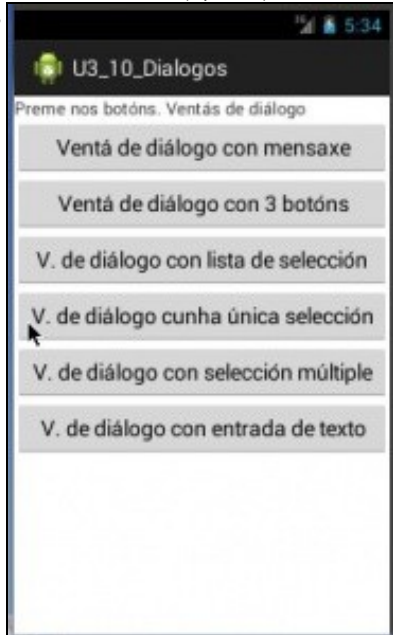 5:34
U3_10_Dialogos
Preme nos botóns. Ventás de diálogo
Ventá de diálogo con mensaxe
Ventá de diálogo con 3 botóns
V. de diálogo con lista de selección
V. de diálogo cunha única selección
V. de diálogo con selección múltiple
V. de diálogo con entrada de texto